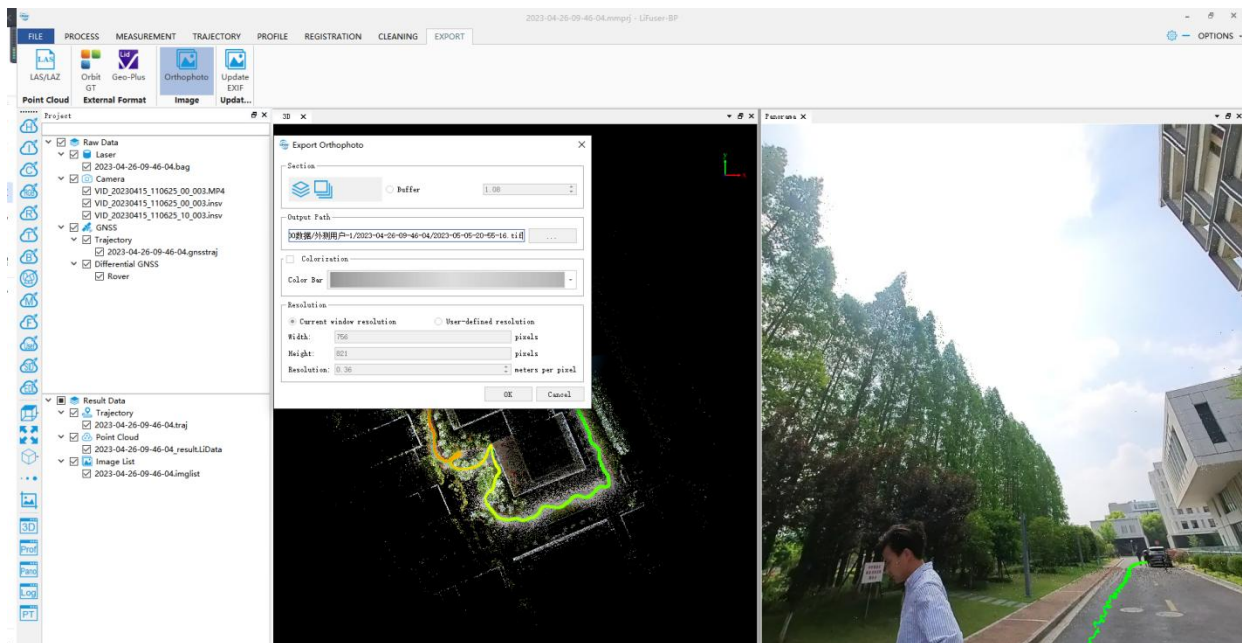 2023-04-26-09-46-04.mmprj - LiFuser-BP
FILE PROCESS MEASUREMENT TRAJECTORY PROFILE REGISTRATION CLEANING EXPORT OPTIONS
LAS
Lid
LAS/LAZ Orbit GT Geo-Plus Orthophoto Update EXIF
Point Cloud External Format Image Updat...
Project
Raw Data
Laser
2023-04-26-09-46-04.bag
Camera
VID_20230415_110625_00_003.MP4
VID_20230415_110625_00_003.insv
VID_20230415_110625_10_003.insv
GNSS
Trajectory
2023-04-26-09-46-04.gnsstraj
Differential GNSS
Rover
Result Data
Trajectory
2023-04-26-09-46-04.traj
Point Cloud
2023-04-26-09-46-04_result.LiData
Image List
2023-04-26-09-46-04.imglist
3D
Prof
Pano
Log
PT
3D
Export Orthophoto
Section
Buffer 1.08
Output Path
数据/外测用户-1/2023-04-26-09-46-04/2023-05-05-20-55-16.tif ...
Colorization
Color Bar
Resolution
Current window resolution User-defined resolution
Width: 756 pixels
Height: 821 pixels
Resolution: 0.36 meters per pixel
OK Cancel
Panorama